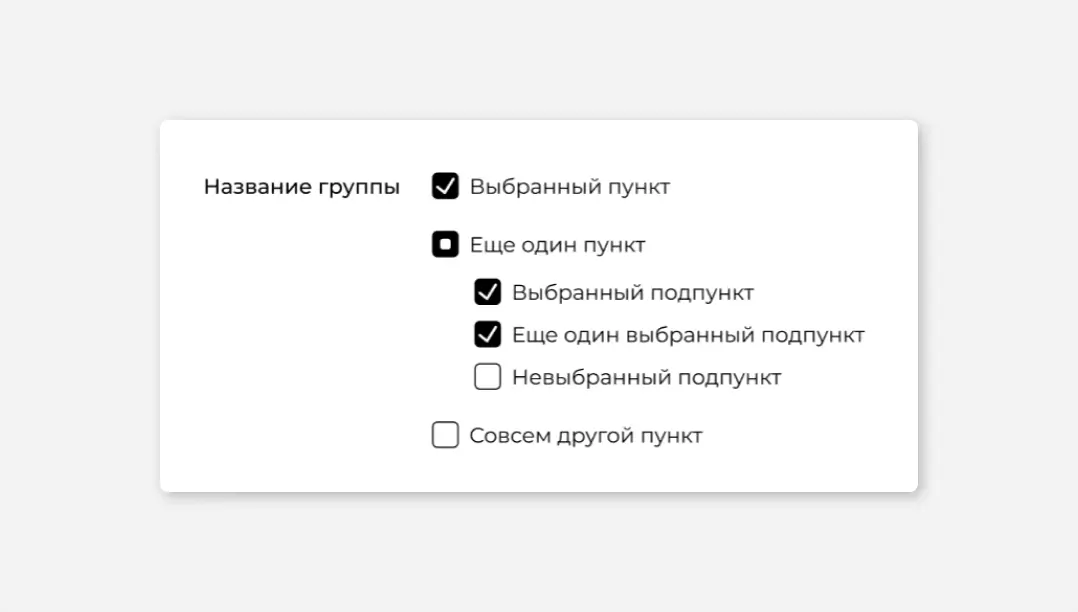 Название группы
Выбранный пункт
Еще один пункт
Выбранный подпункт
Еще один выбранный подпункт
Невыбранный подпункт
Совсем другой пункт